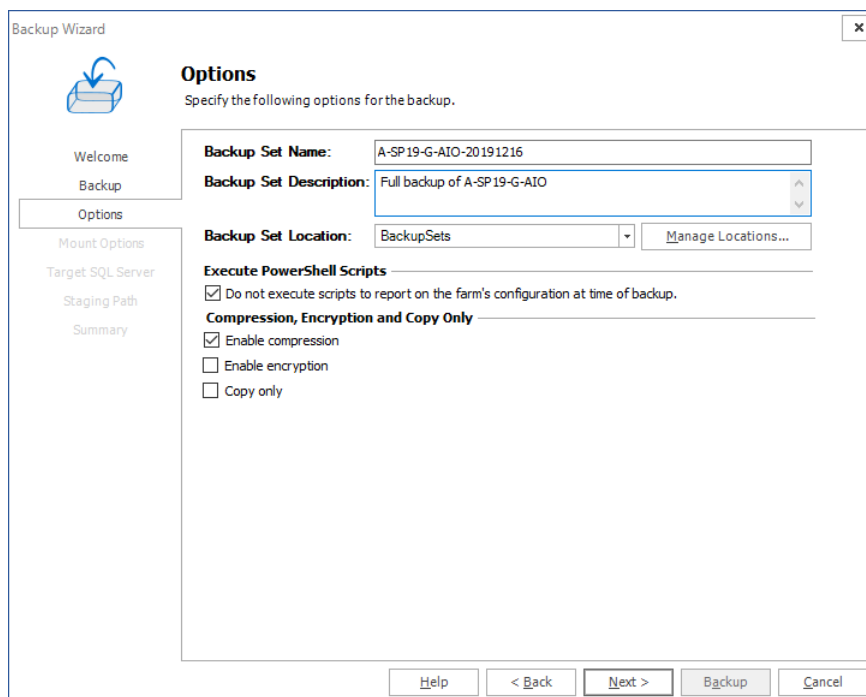 Backup Wizard
Options
Specify the following options for the backup.
Welcome
Backup
Options
Mount Options
Target SQL Server
Staging Path
Summary
Backup Set Name: A-SP19-G-AIO-20191216
Backup Set Description: Full backup of A-SP19-G-AIO
Backup Set Location: BackupSets Manage Locations...
Execute PowerShell Scripts
Do not execute scripts to report on the farm's configuration at time of backup.
Compression, Encryption and Copy Only
Enable compression
Enable encryption
Copy only
Help < Back Next > Backup Cancel